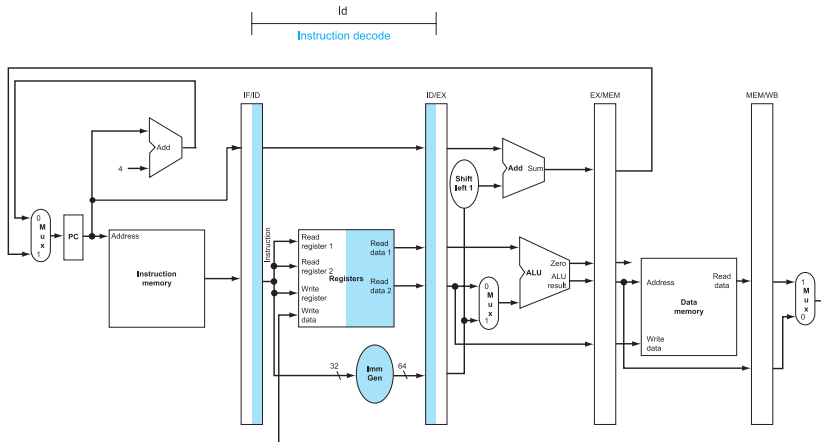 Id
Instruction decode
IF/ID
ID/EX
EX/MEM
MEM/WB
Add
4
Add Sum
Shift
left 1
0
M
u
x
1
PC
Address
Instruction
memory
Instruction
Read
register 1
Read
register 2
Write
register
Write
data
Registers
Read
data 1
Read
data 2
0
M
u
x
1
ALU
Zero
ALU
result
Address
Write
data
Read
data
Data
memory
1
M
u
x
0
32
Imm
Gen
64